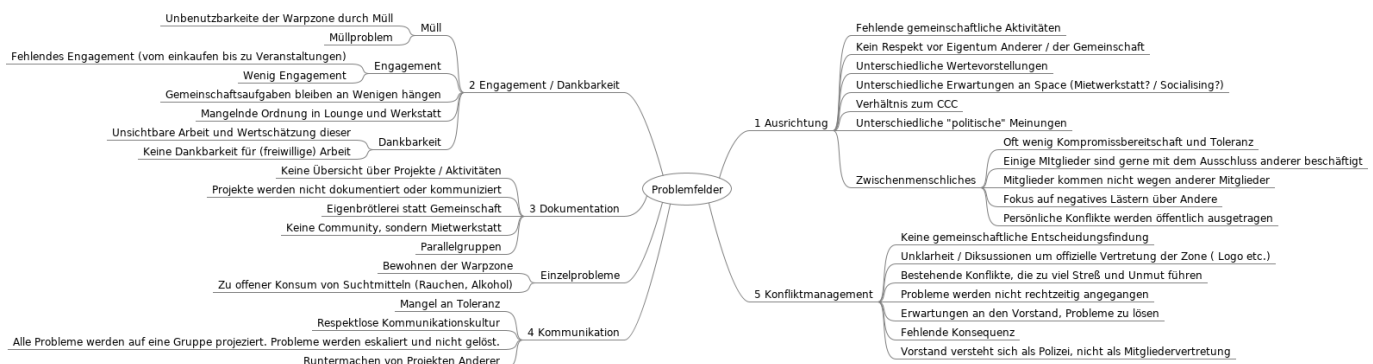 Problemfelder
1 Ausrichtung
Fehlende gemeinschaftliche Aktivitäten
Kein Respekt vor Eigentum Anderer / der Gemeinschaft
Unterschiedliche Wertevorstellungen
Unterschiedliche Erwartungen an Space (Mietwerkstatt? / Socialising?)
Verhältnis zum CCC
Unterschiedliche "politische" Meinungen
Zwischenmenschliches
Oft wenig Kompromissbereitschaft und Toleranz
Einige MItglieder sind gerne mit dem Ausschluss anderer beschäftigt
Mitglieder kommen nicht wegen anderer Mitglieder
Fokus auf negatives Lästern über Andere
Persönliche Konflikte werden öffentlich ausgetragen
5 Konfliktmanagement
Keine gemeinschaftliche Entscheidungsfindung
Unklarheit / Diksussionen um offizielle Vertretung der Zone ( Logo etc.)
Bestehende Konflikte, die zu viel Streß und Unmut führen
Probleme werden nicht rechtzeitig angegangen
Erwartungen an den Vorstand, Probleme zu lösen
Fehlende Konsequenz
Vorstand versteht sich als Polizei, nicht als Mitgliedervertretung
2 Engagement / Dankbarkeit
Müll
Unbenutzbarkeite der Warpzone durch Müll
Müllproblem
Engagement
Fehlendes Engagement (vom einkaufen bis zu Veranstaltungen)
Wenig Engagement
Gemeinschaftsaufgaben bleiben an Wenigen hängen
Mangelnde Ordnung in Lounge und Werkstatt
Dankbarkeit
Unsichtbare Arbeit und Wertschätzung dieser
Keine Dankbarkeit für (freiwillige) Arbeit
3 Dokumentation
Keine Übersicht über Projekte / Aktivitäten
Projekte werden nicht dokumentiert oder kommuniziert
Eigenbrötlerei statt Gemeinschaft
Keine Community, sondern Mietwerkstatt
Parallelgruppen
Einzelprobleme
Bewohnen der Warpzone
Zu offener Konsum von Suchtmitteln (Rauchen, Alkohol)
4 Kommunikation
Mangel an Toleranz
Respektlose Kommunikationskultur
Alle Probleme werden auf eine Gruppe projeziert. Probleme werden eskaliert und nicht gelöst.
Runtermachen von Projekten Anderer